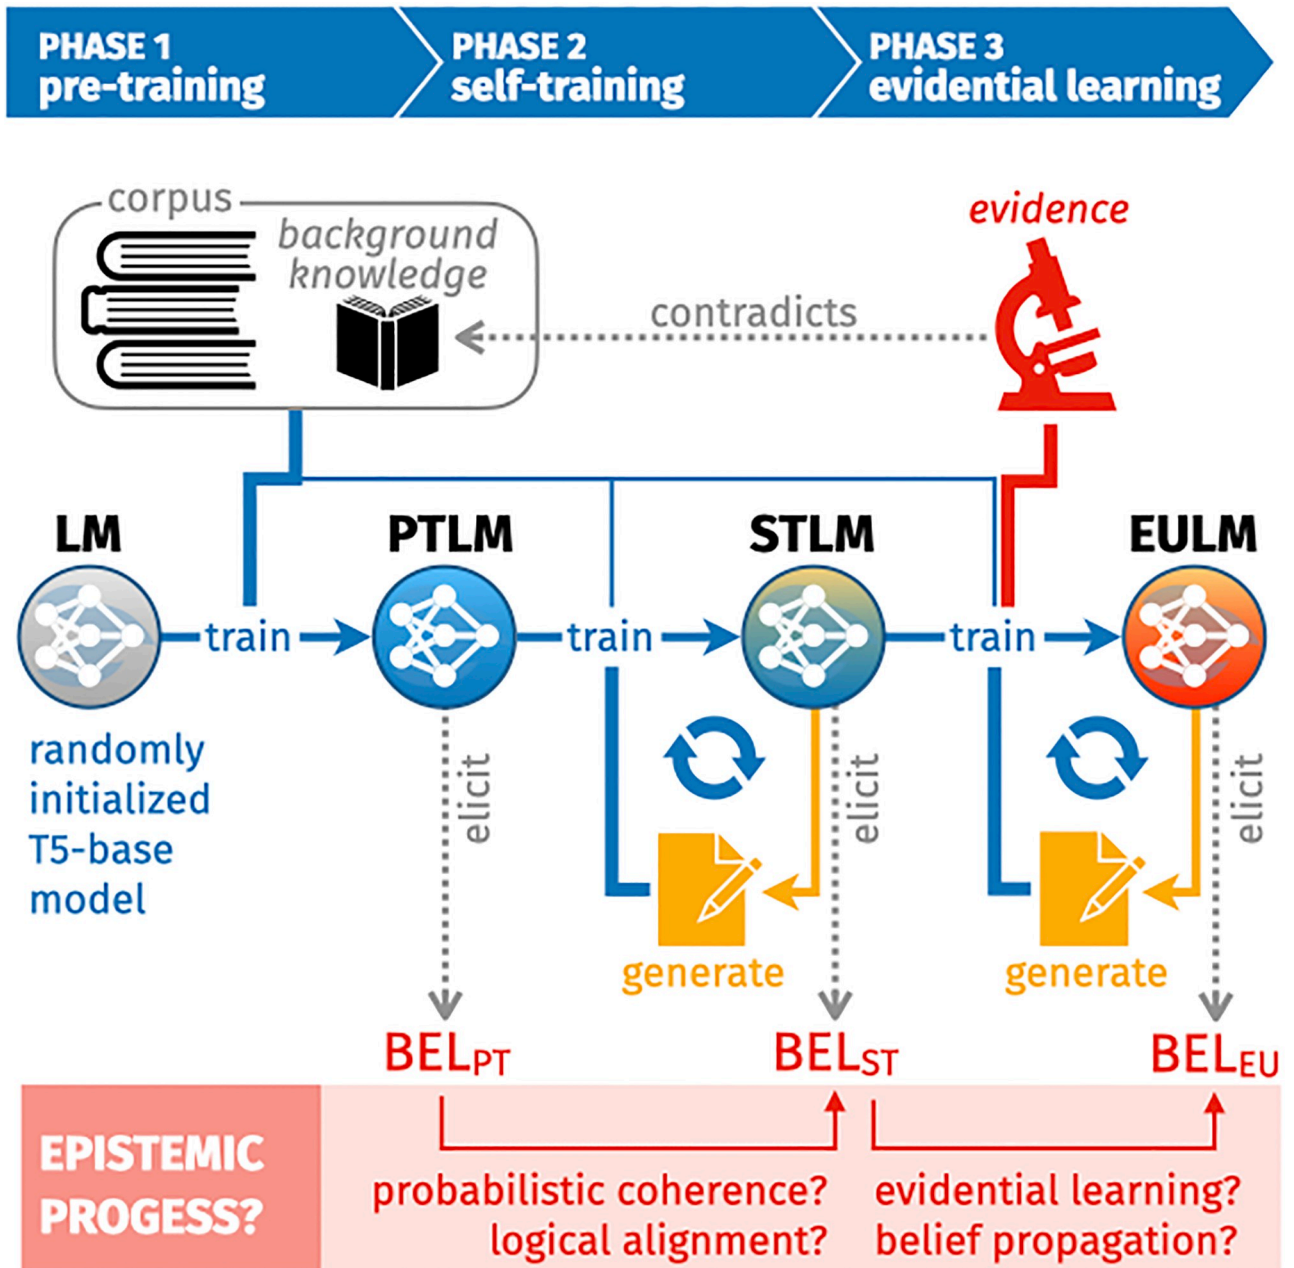 PHASE 1
pre-training
PHASE 2
self-training
PHASE 3
evidential learning
corpus
background
knowledge
contradicts
evidence
LM
PTLM
STLM
EULM
train
train
train
randomly
initialized
T5-base
model
elicit
elicit
elicit
generate
generate
BELPT
BELST
BELEU
EPISTEMIC
PROGESS?
probabilistic coherence?
logical alignment?
evidential learning?
belief propagation?